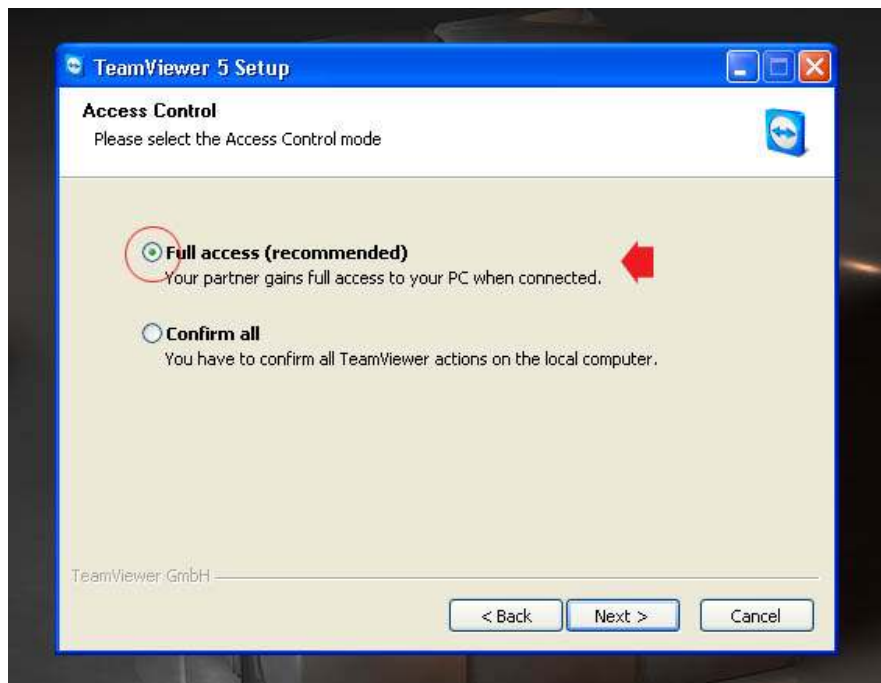 TeamViewer 5 Setup
Access Control
Please select the Access Control mode
Full access (recommended)
Your partner gains full access to your PC when connected.
Confirm all
You have to confirm all TeamViewer actions on the local computer.
TeamViewer GmbH
< Back Next > Cancel